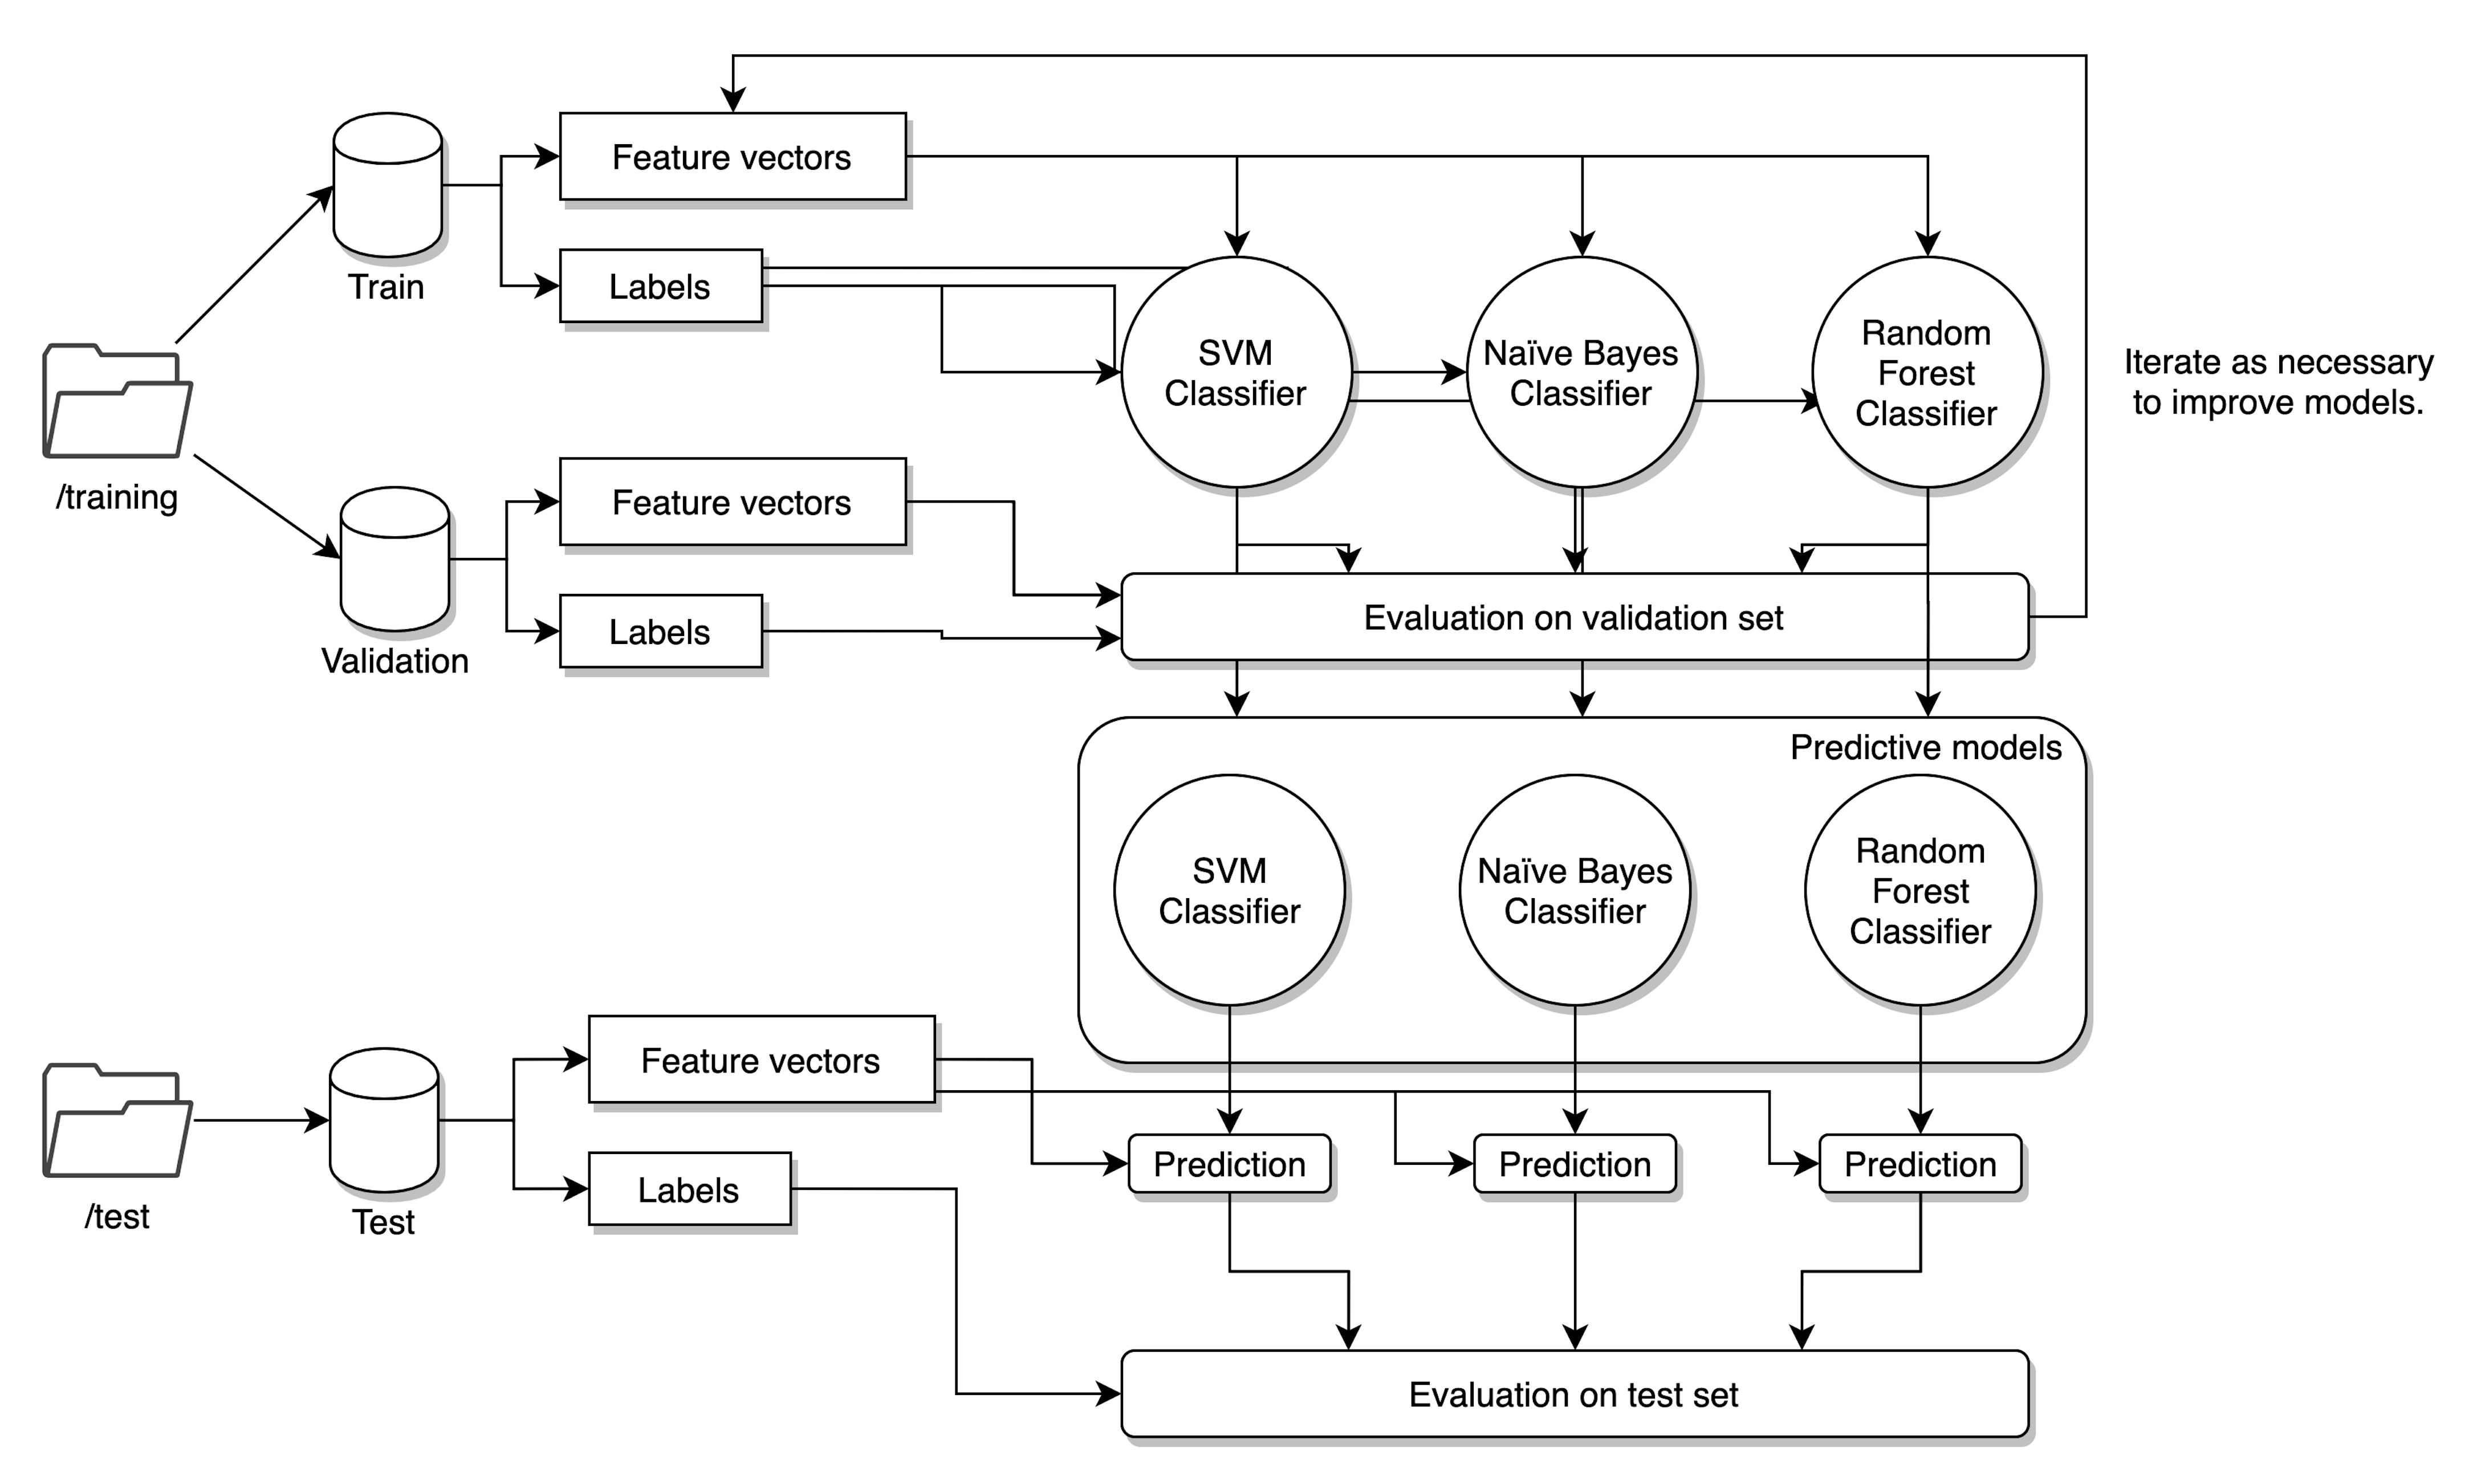 Feature vectors
Train
Labels
SVM
Classifier
Naïve Bayes
Classifier
Random
Forest
Classifier
Iterate as necessary
to improve models.
/training
Feature vectors
Labels
Validation
Evaluation on validation set
Predictive models
SVM
Classifier
Naïve Bayes
Classifier
Random
Forest
Classifier
Feature vectors
Labels
/test
Test
Prediction
Prediction
Prediction
Evaluation on test set